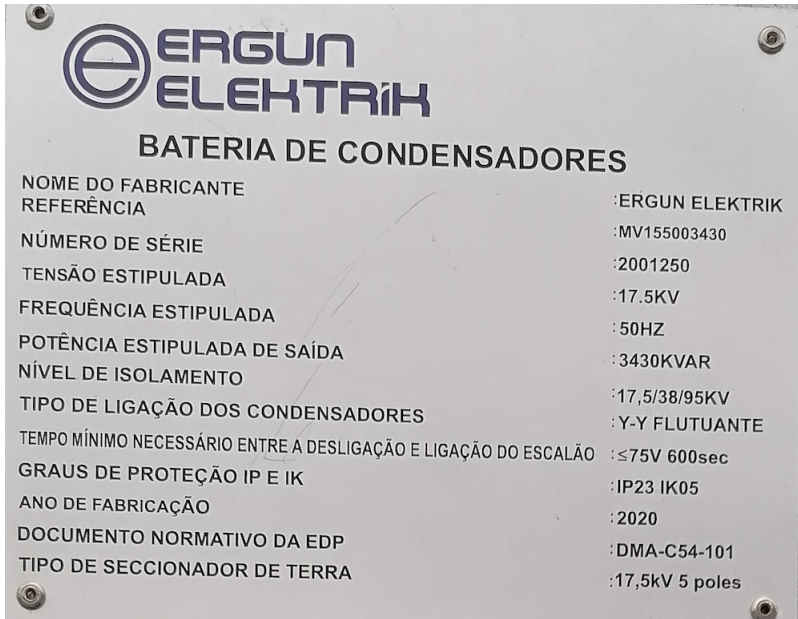 ERGUN
ELEKTRİK
BATERIA DE CONDENSADORES
NOME DO FABRICANTE :ERGUN ELEKTRIK
REFERÊNCIA :MV155003430
NÚMERO DE SÉRIE :2001250
TENSÃO ESTIPULADA :17.5KV
FREQUÊNCIA ESTIPULADA :50HZ
POTÊNCIA ESTIPULADA DE SAÍDA :3430KVAR
NÍVEL DE ISOLAMENTO :17,5/38/95KV
TIPO DE LIGAÇÃO DOS CONDENSADORES :Y-Y FLUTUANTE
TEMPO MÍNIMO NECESSÁRIO ENTRE A DESLIGAÇÃO E LIGAÇÃO DO ESCALÃO :≤75V 600sec
GRAUS DE PROTEÇÃO IP E IK :IP23 IK05
ANO DE FABRICAÇÃO :2020
DOCUMENTO NORMATIVO DA EDP :DMA-C54-101
TIPO DE SECCIONADOR DE TERRA :17,5kV 5 poles